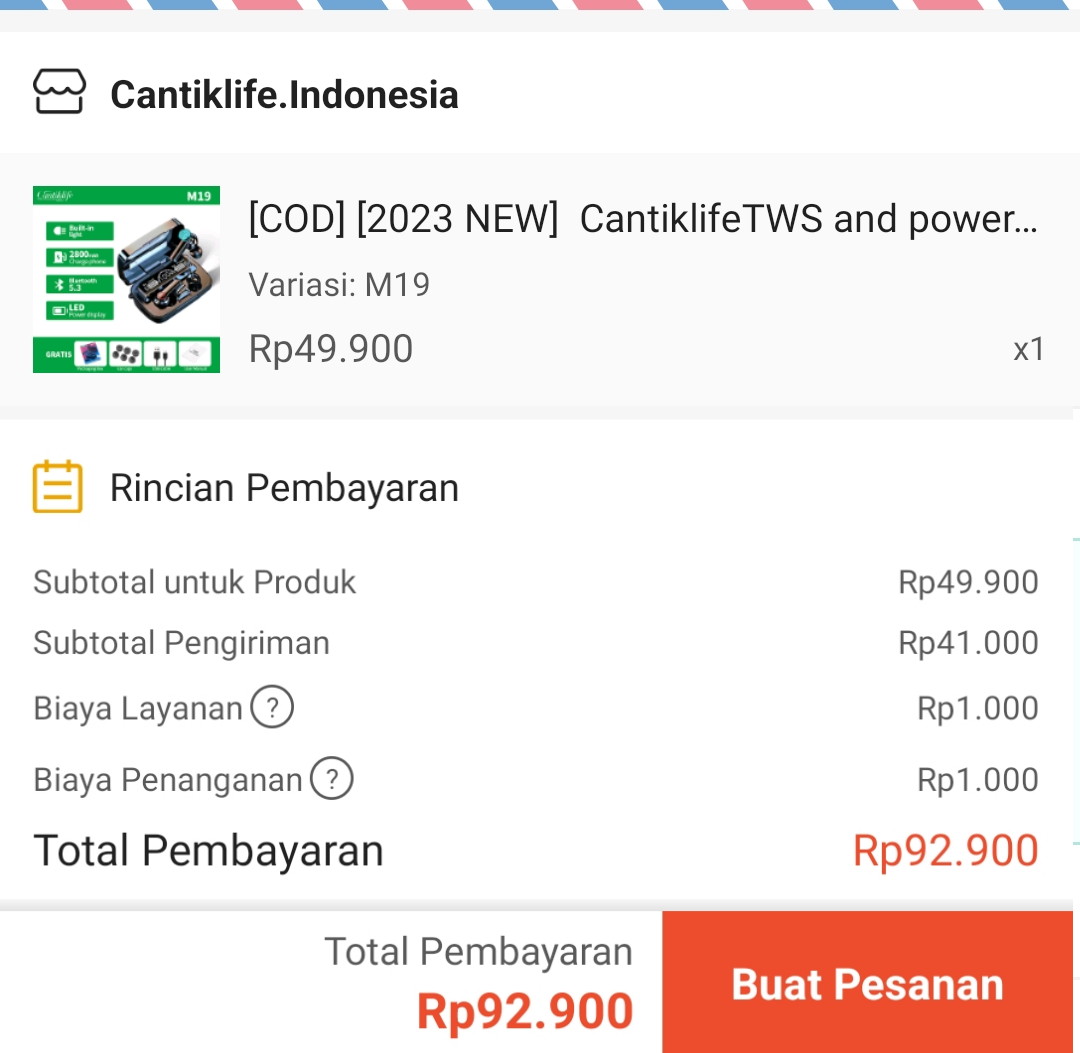 Cantiklife.Indonesia
Cantiklife
M19
Built-in
light
2800mAh
Bluetooth
5.3
LED
Power display
GRATIS
[COD] [2023 NEW] CantiklifeTWS and power...
Variasi: M19
Rp49.900
x1
Rincian Pembayaran
Subtotal untuk Produk Rp49.900
Subtotal Pengiriman Rp41.000
Biaya Layanan ? Rp1.000
Biaya Penanganan ? Rp1.000
Total Pembayaran Rp92.900
Total Pembayaran
Rp92.900
Buat Pesanan